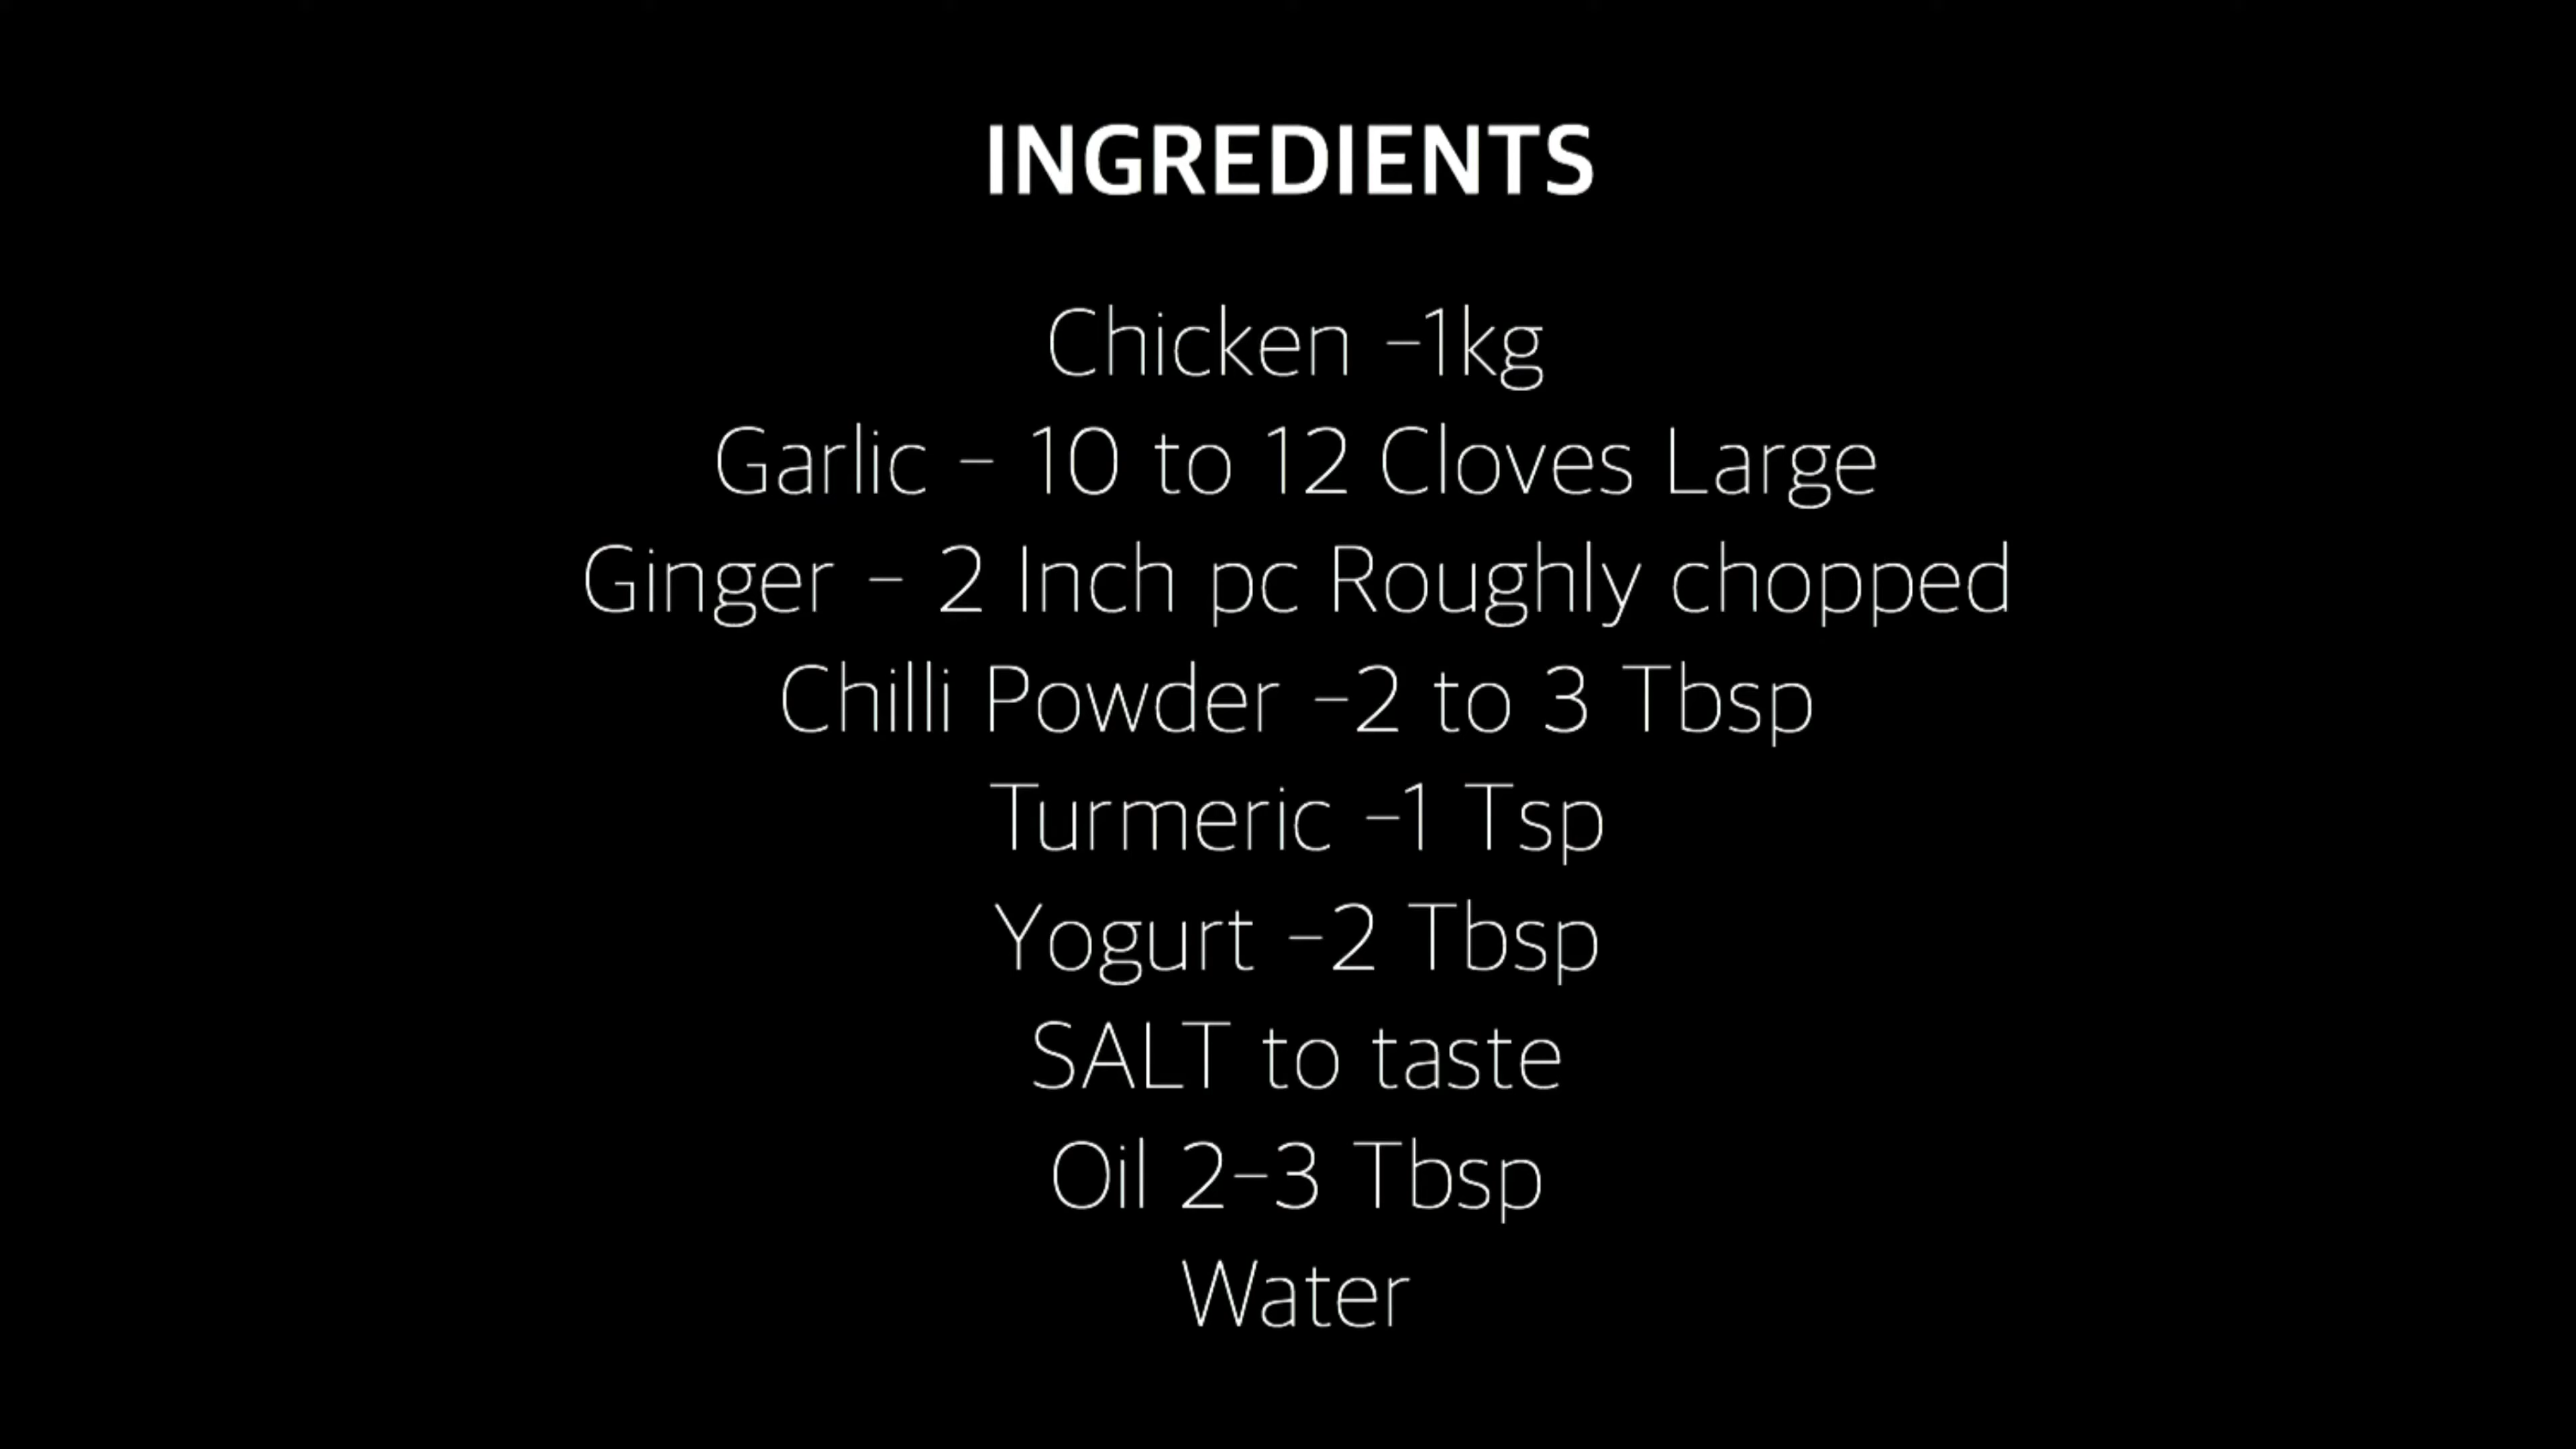 INGREDIENTS
Chicken -1kg
Garlic - 10 to 12 Cloves Large
Ginger - 2 Inch pc Roughly chopped
Chilli Powder -2 to 3 Tbsp
Turmeric -1 Tsp
Yogurt -2 Tbsp
SALT to taste
Oil 2-3 Tbsp
Water